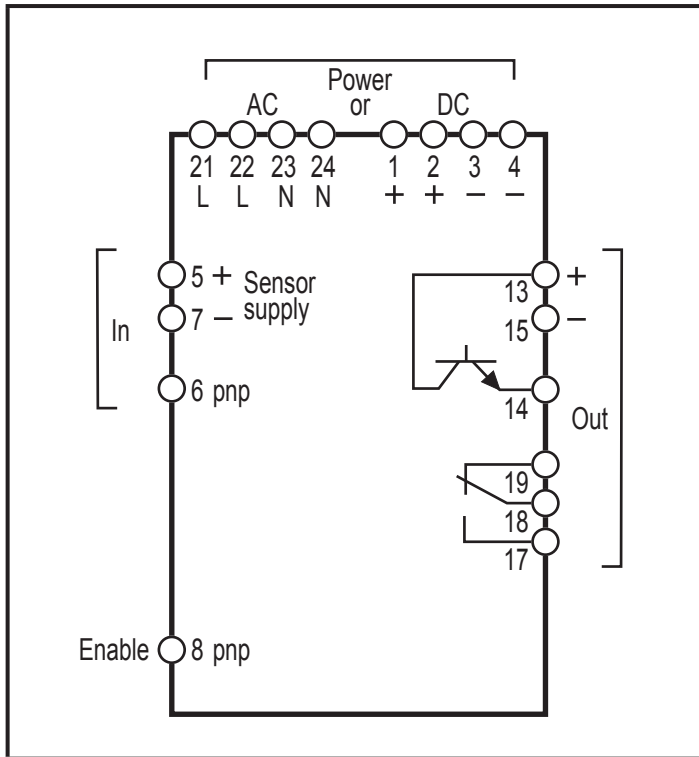 Power
AC or DC
21 22 23 24 1 2 3 4
L L N N + + − −
5 + Sensor
supply
7 −
In
6 pnp
13 +
15 −
14
Out
19
18
17
Enable 8 pnp